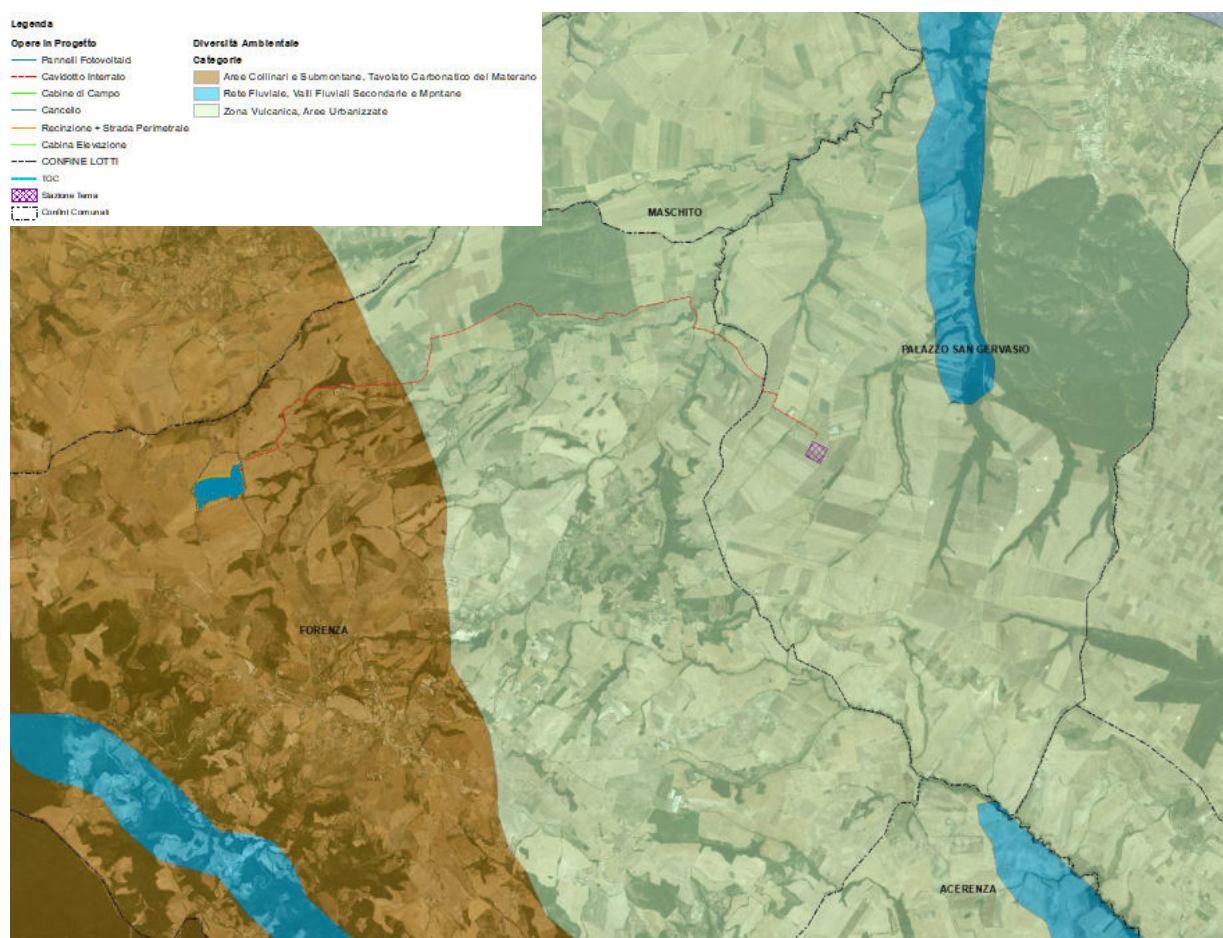 Legenda
Opere in Progetto
Pannelli Fotovoltaid
Cavidotto Interrato
Cabine di Campo
Cancello
Recinzione + Strada Perimetrale
Cabina Elevazione
CONFINE LOTTI
TOC
Stazione Terna
Confini Comunali
Diversità Ambientale
Categorie
Aree Collinari e Submontane, Tavolato Carbonatico del Materano
Rete Fluviale, Valli Fluviali Secondarie e Mpntane
Zona Vulcanica, Aree Urbanizzate
MASCHITO
PALAZZO SAN GERVASIO
FORENZA
ACERENZA